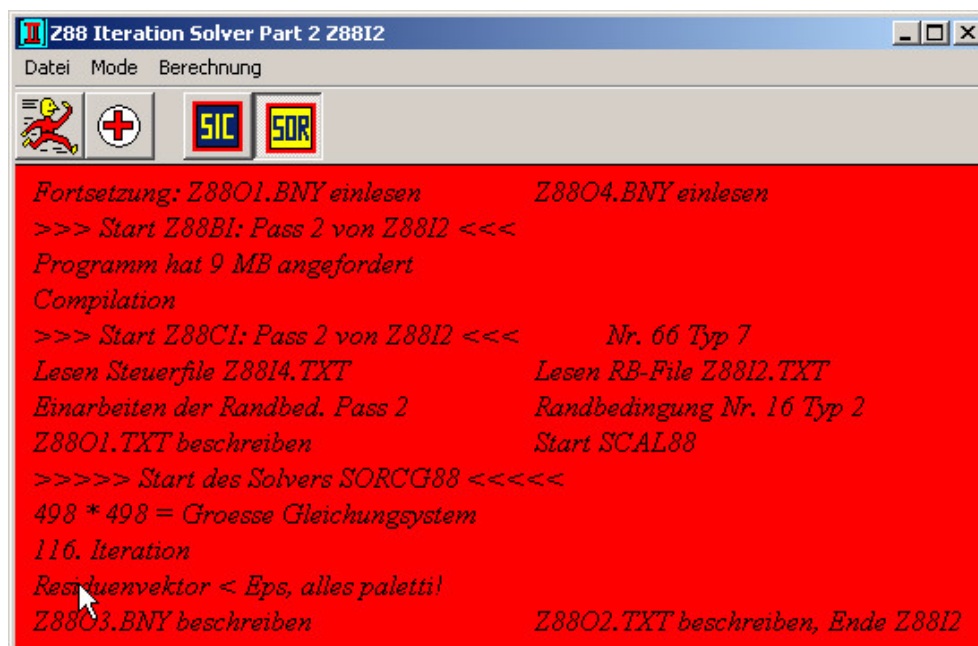 Z88 Iteration Solver Part 2 Z88I2
Datei Mode Berechnung
SIC SOR
Fortsetzung: Z88O1.BNY einlesen Z88O4.BNY einlesen
>>> Start Z88BI: Pass 2 von Z88I2 <<<
Programm hat 9 MB angefordert
Compilation
>>> Start Z88CI: Pass 2 von Z88I2 <<< Nr. 66 Typ 7
Lesen Steuerfile Z88I4.TXT Lesen RB-File Z88I2.TXT
Einarbeiten der Randbed. Pass 2 Randbedingung Nr. 16 Typ 2
Z88O1.TXT beschreiben Start SCAL88
>>>>> Start des Solvers SORCG88 <<<<<
498 * 498 = Groesse Gleichungsystem
116. Iteration
Residuenvektor < Eps, alles paletti!
Z88O3.BNY beschreiben Z88O2.TXT beschreiben, Ende Z88I2